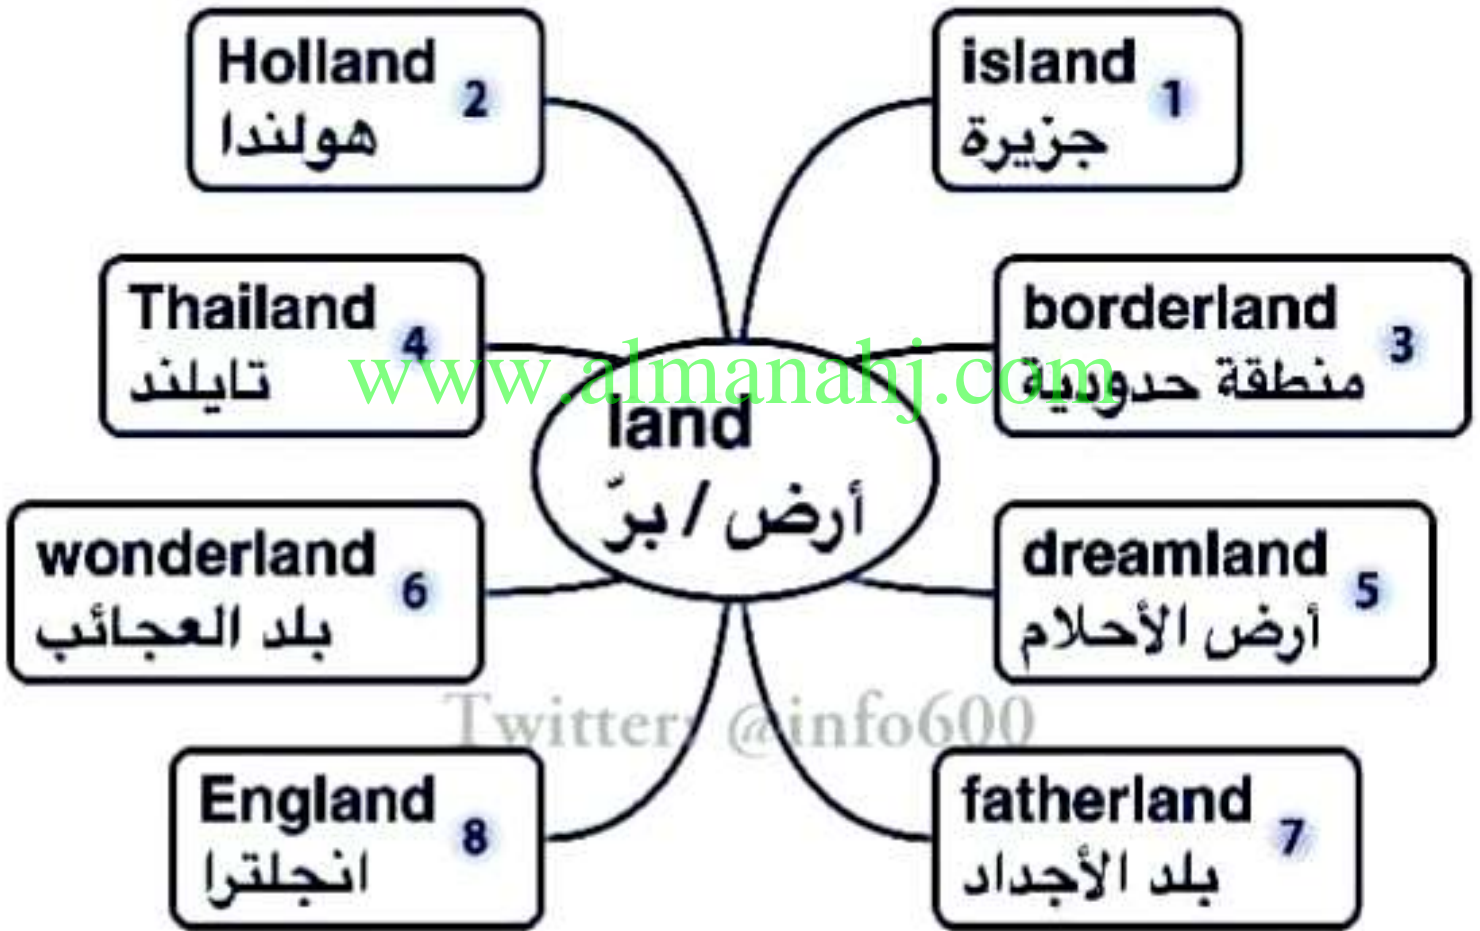 Holland 2
هولندا
island 1
جزيرة
Thailand 4
تايلند
borderland 3
منطقة حدودية
www.almanahj.com
land
أرض / برّ
wonderland 6
بلد العجائب
dreamland 5
أرض الأحلام
Twitter: @info600
England 8
انجلترا
fatherland 7
بلد الأجداد